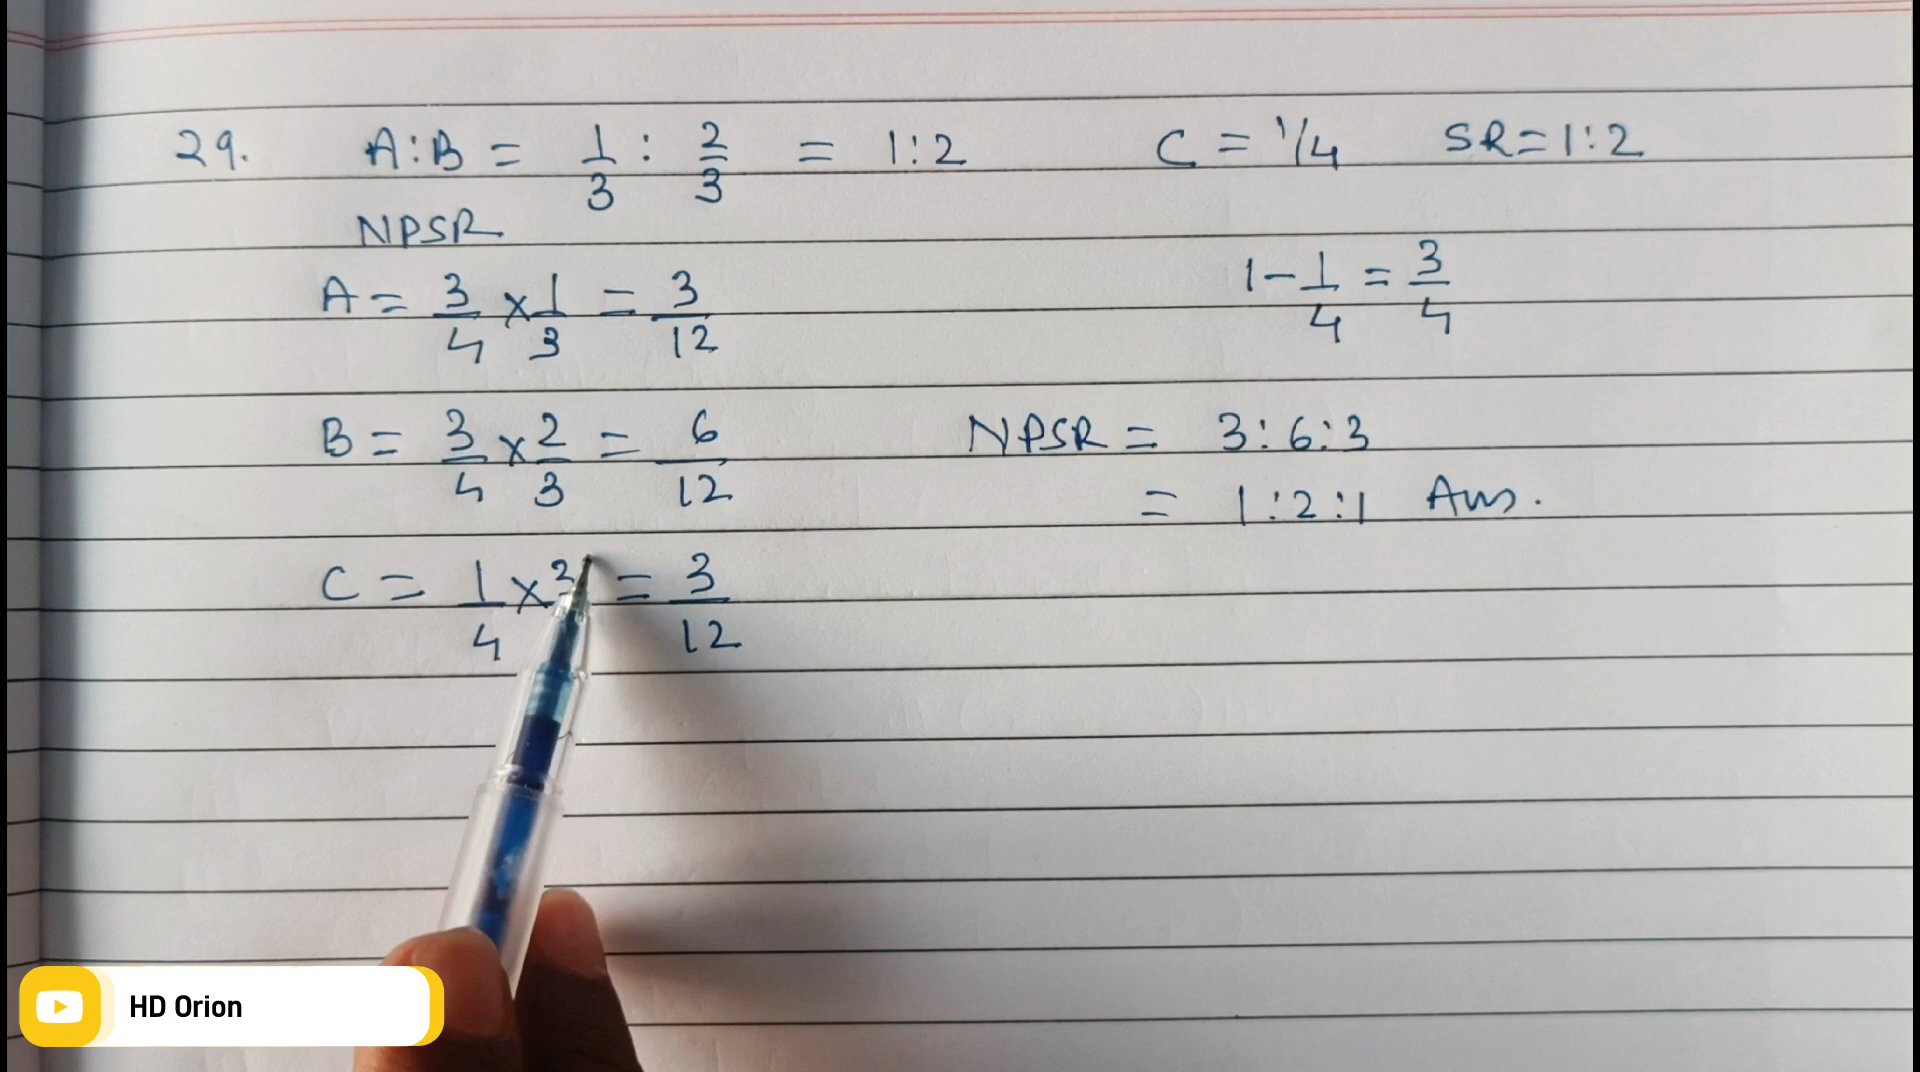 29. A:B = 1/3 : 2/3 = 1:2 C = 1/4 SR = 1:2
NPSR
1 - 1/4 = 3/4
A = 3/4 x 1/3 = 3/12
B = 3/4 x 2/3 = 6/12
NPSR = 3:6:3
= 1:2:1 Ans.
C = 1/4 x 3 = 3/12
HD Orion